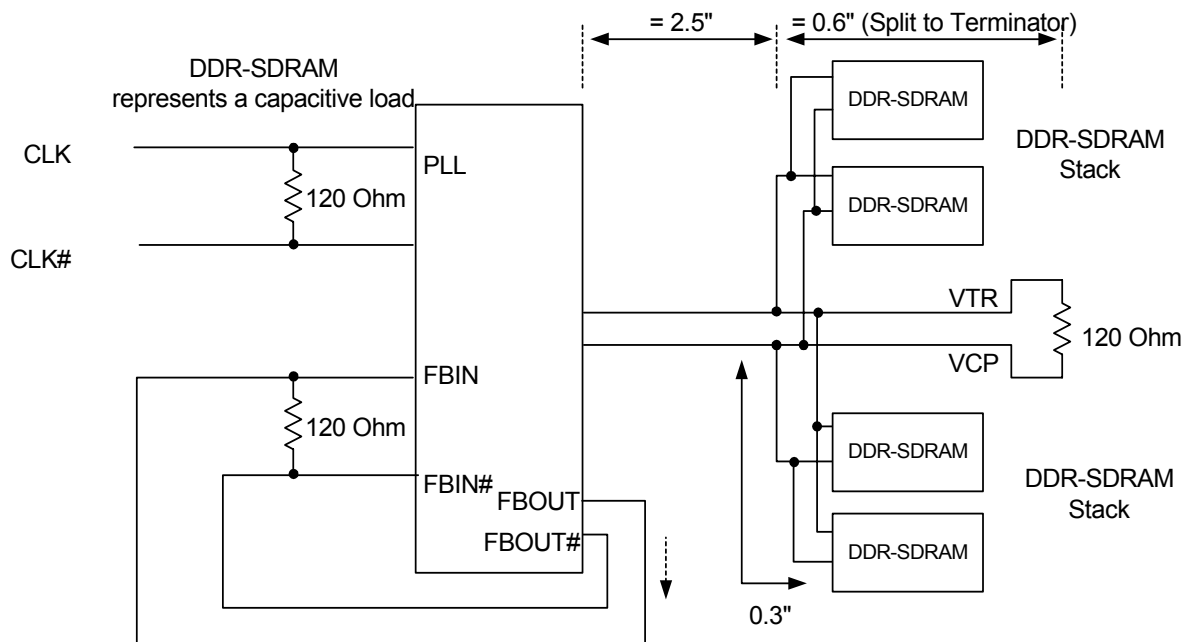 = 2.5"
= 0.6" (Split to Terminator)
DDR-SDRAM
represents a capacitive load
DDR-SDRAM
DDR-SDRAM
Stack
CLK
PLL
120 Ohm
DDR-SDRAM
CLK#
VTR
120 Ohm
VCP
FBIN
120 Ohm
DDR-SDRAM
FBIN#
DDR-SDRAM
Stack
FBOUT
FBOUT#
DDR-SDRAM
0.3"